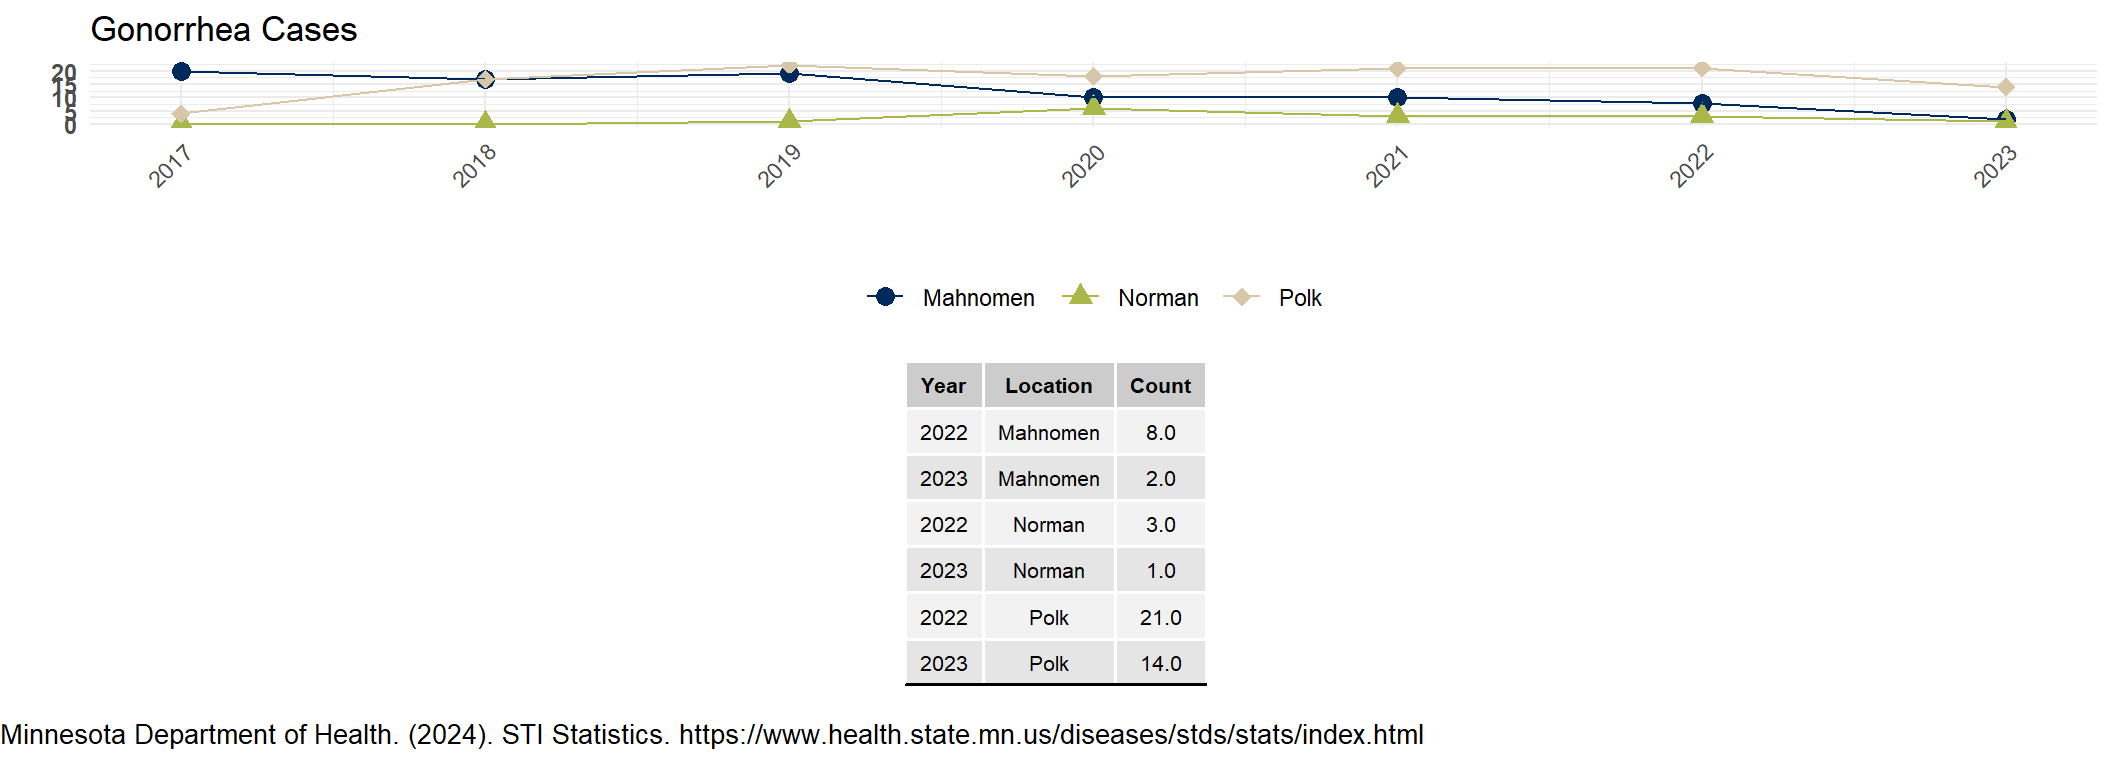 Gonorrhea Cases
20
15
10
5
0
2017 2018 2019 2020 2021 2022 2023
Mahnomen Norman Polk
Year Location Count
2022 Mahnomen 8.0
2023 Mahnomen 2.0
2022 Norman 3.0
2023 Norman 1.0
2022 Polk 21.0
2023 Polk 14.0
Minnesota Department of Health. (2024). STI Statistics. https://www.health.state.mn.us/diseases/stds/stats/index.html